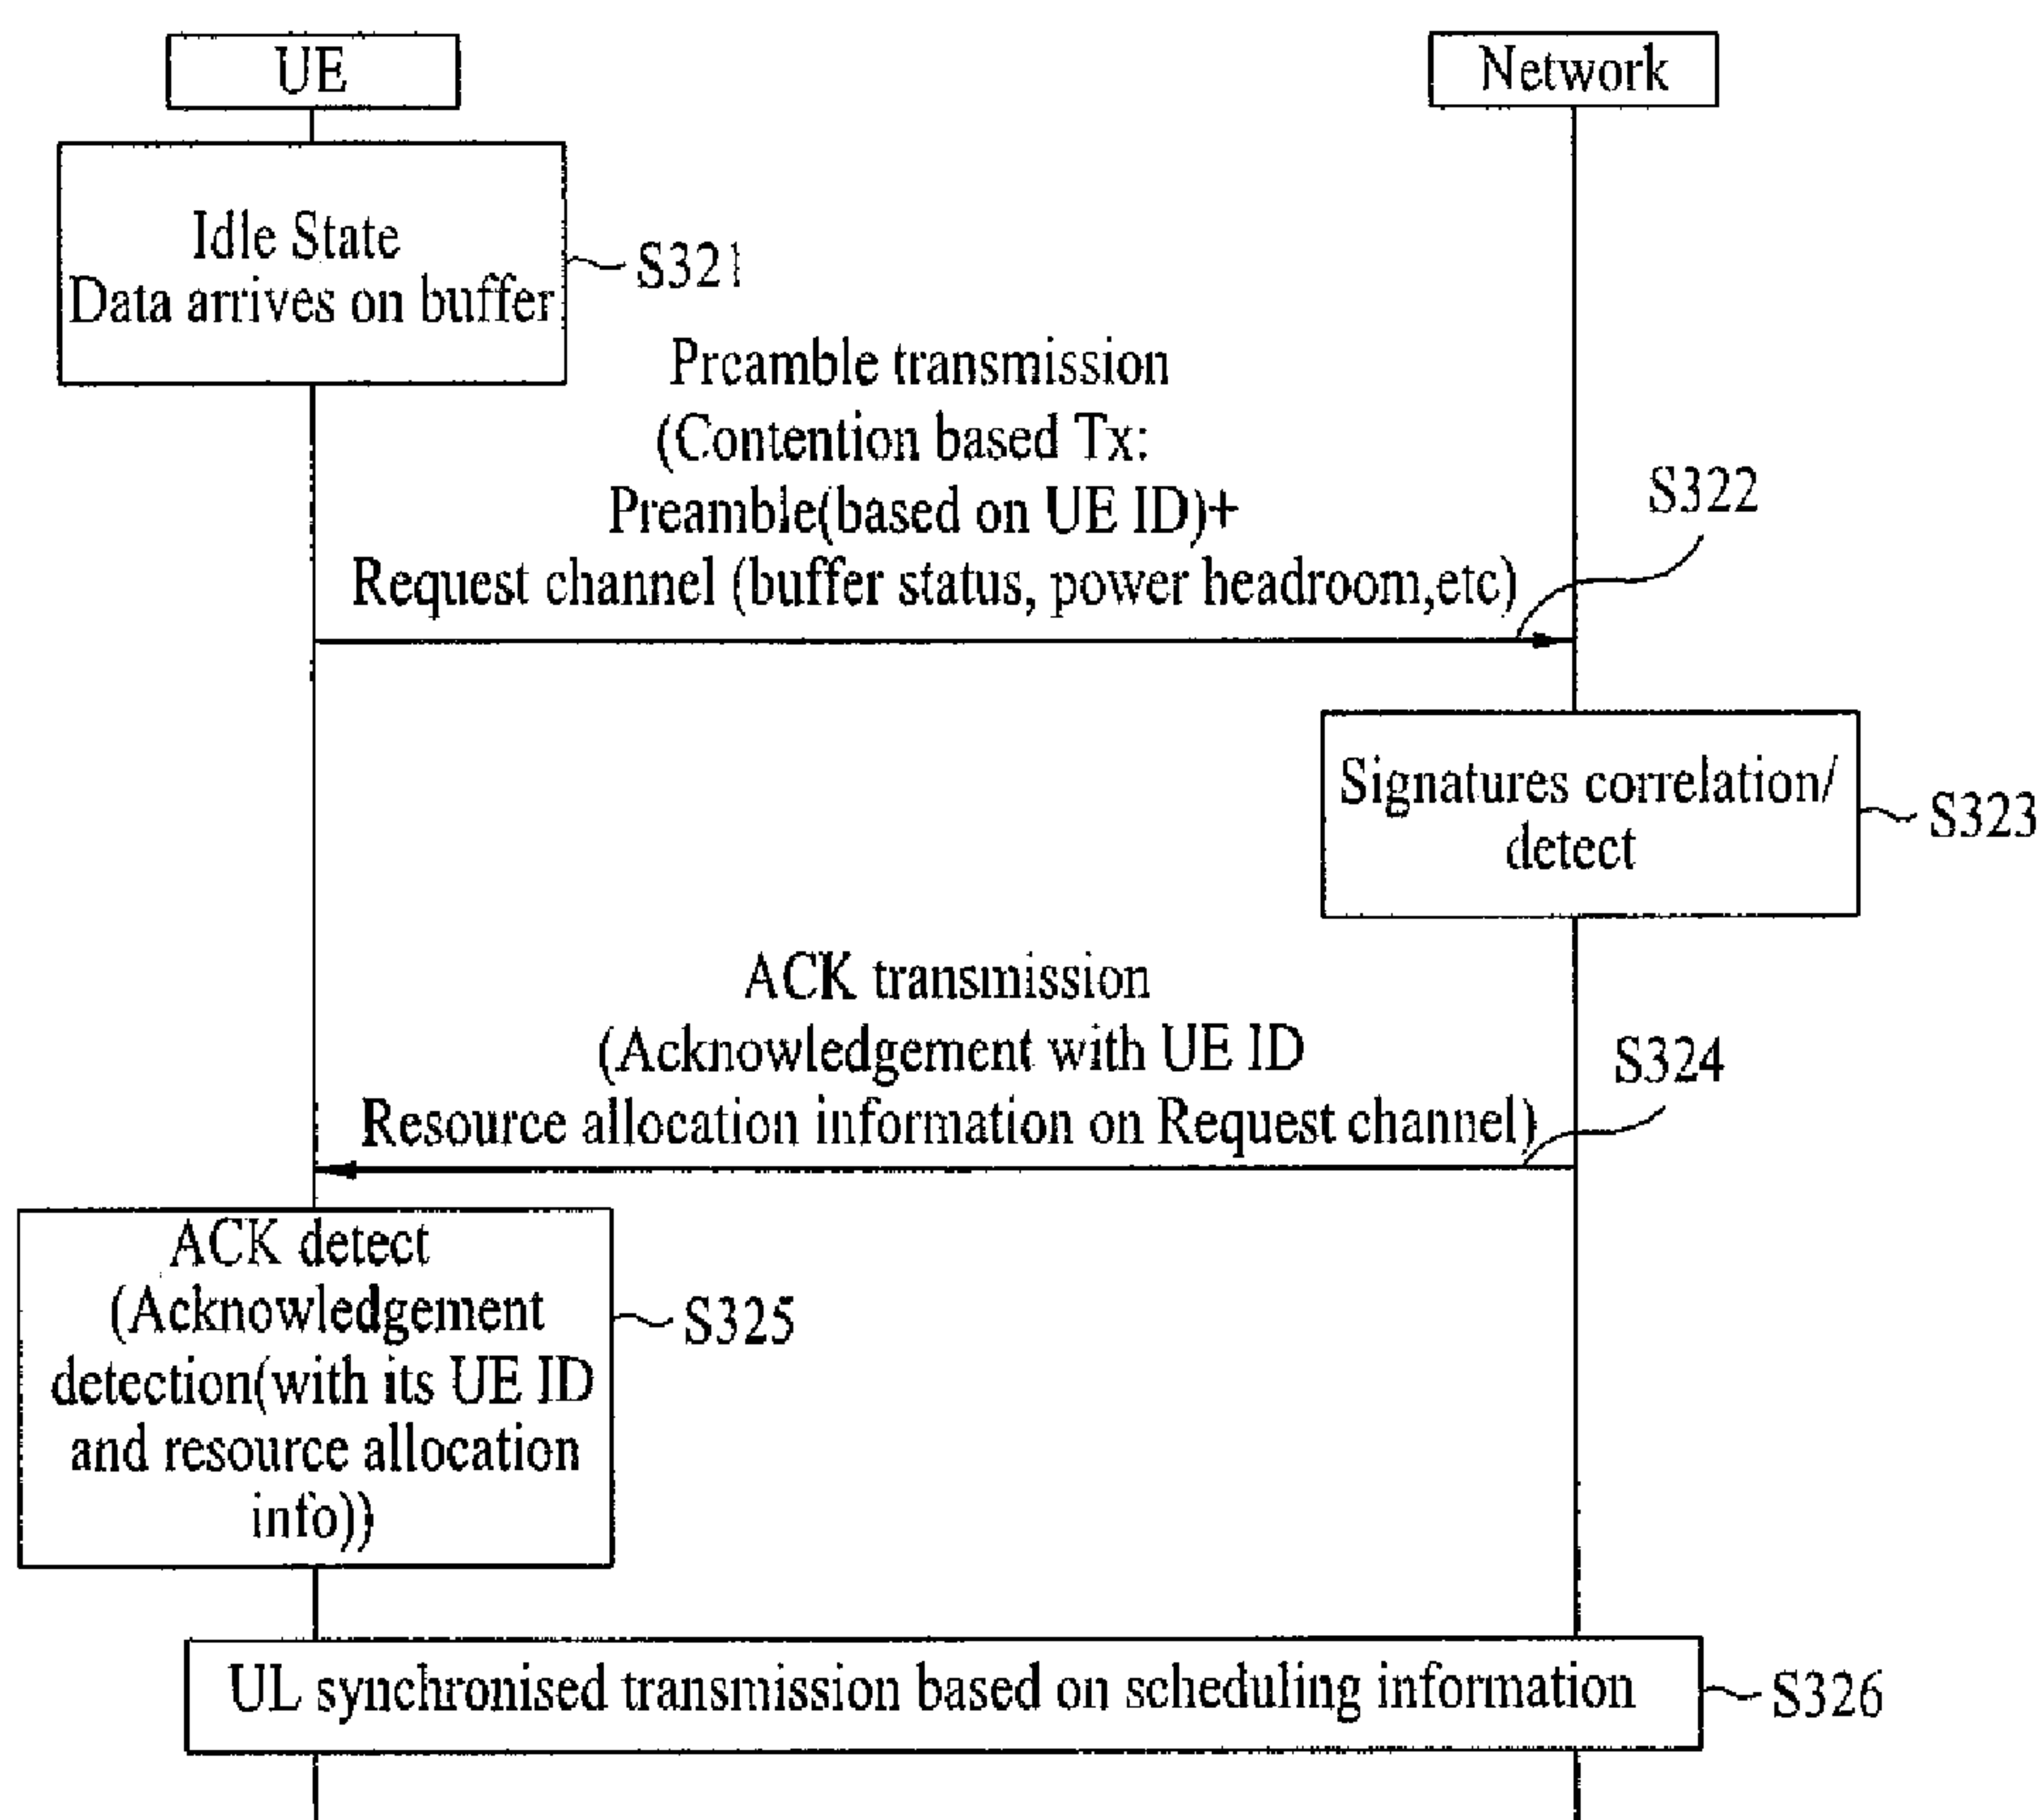 UE
Network
Idle State
Data arrives on buffer
S321
Preamble transmission
(Contention based Tx:
Preamble(based on UE ID)+
Request channel (buffer status, power headroom,etc)
S322
Signatures correlation/
detect
S323
ACK transmission
(Acknowledgement with UE ID
Resource allocation information on Request channel)
S324
ACK detect
(Acknowledgement
detection(with its UE ID
and resource allocation
info))
S325
UL synchronised transmission based on scheduling information
S326